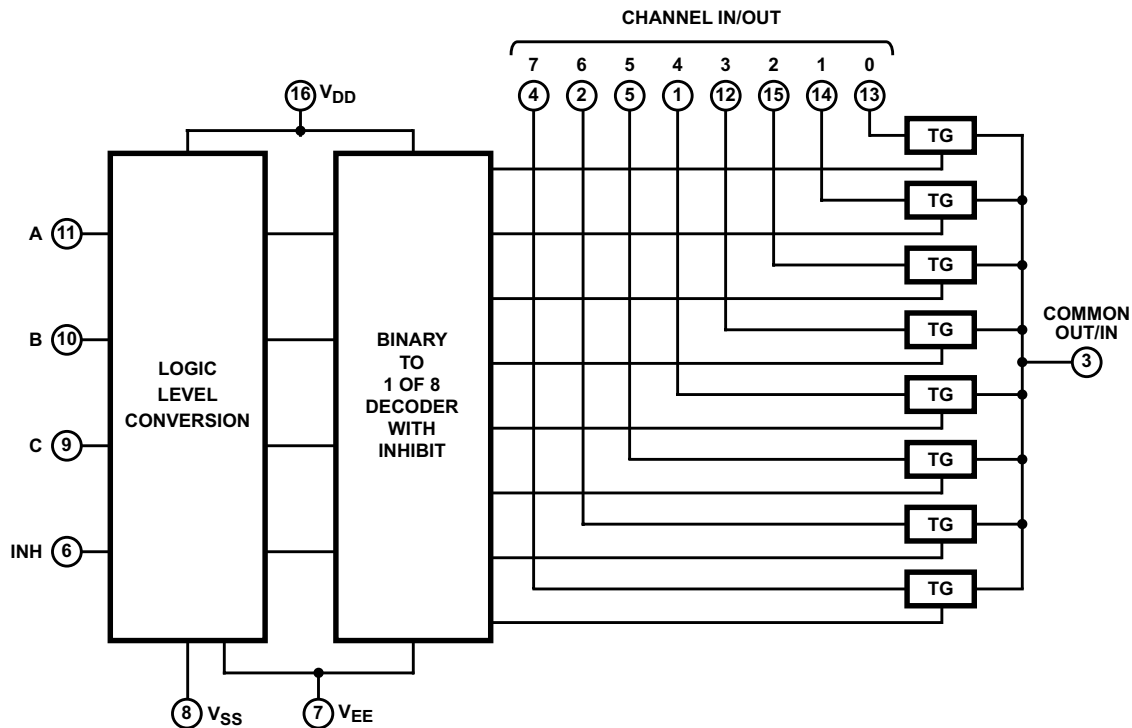 CHANNEL IN/OUT
7 6 5 4 3 2 1 0
4 2 5 1 12 15 14 13
16 VDD
TG
TG
TG
TG
TG
TG
TG
TG
A 11
B 10
C 9
INH 6
LOGIC
LEVEL
CONVERSION
BINARY
TO
1 OF 8
DECODER
WITH
INHIBIT
COMMON
OUT/IN
3
8 VSS
7 VEE